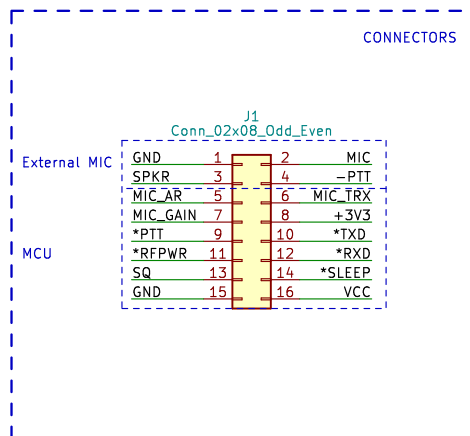 CONNECTORS
J1
Conn_02x08_Odd_Even
External MIC
GND 1 2 MIC
SPKR 3 4 -PTT
MIC_AR 5 6 MIC_TRX
MIC_GAIN 7 8 +3V3
*PTT 9 10 *TXD
MCU
*RFPWR 11 12 *RXD
SQ 13 14 *SLEEP
GND 15 16 VCC